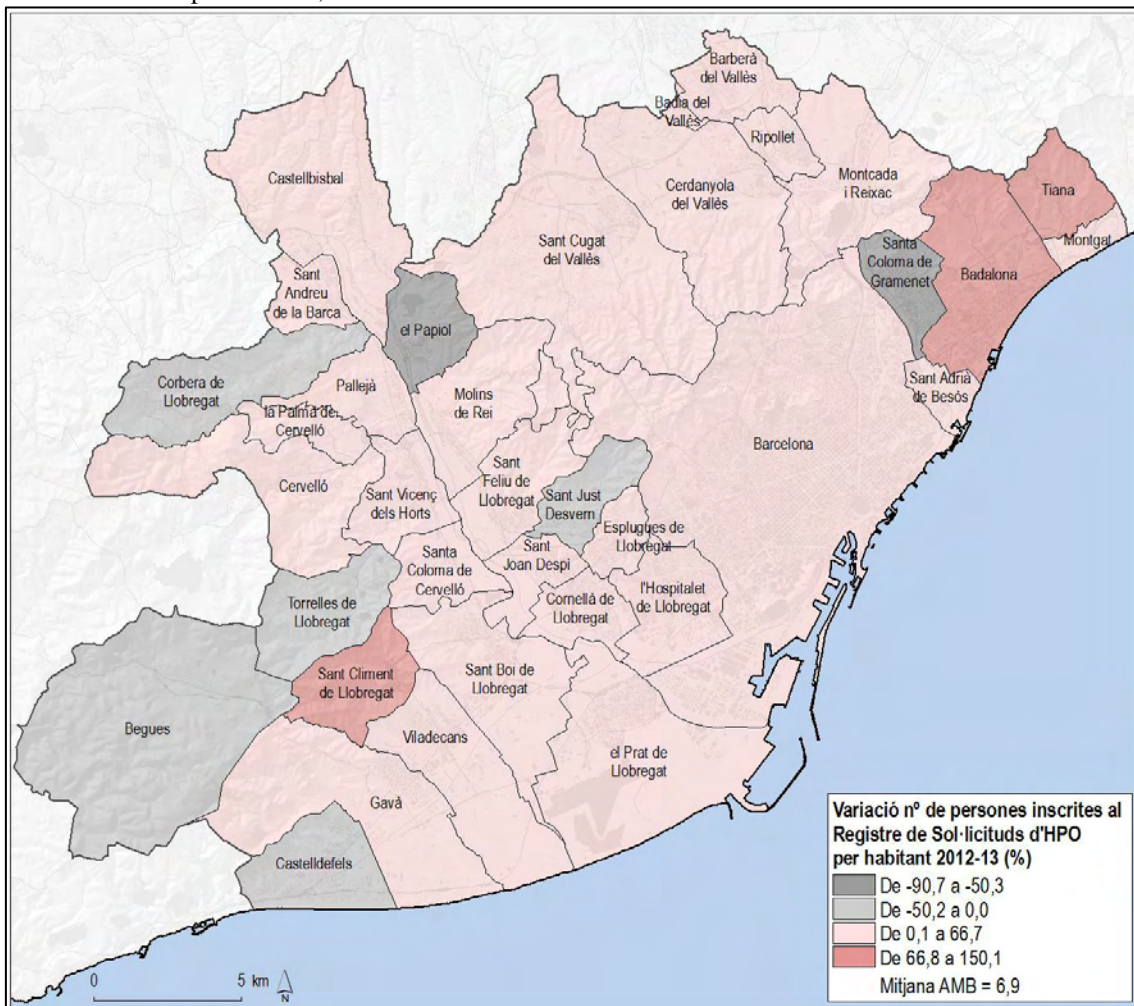 Barberà
del Vallès
Badia del
Vallès
Ripollet
Castellbisbal
Cerdanyola
del Vallès
Montcada
i Reixac
Tiana
Montgat
Sant Cugat
del Vallès
Santa
Coloma de
Gramenet
Badalona
Sant
Andreu
de la Barca
el Papiol
Corbera de
Llobregat
Pallejà
Molins
de Rei
Sant Adrià
de Besòs
la Palma de
Cervelló
Barcelona
Cervelló
Sant Vicenç
dels Horts
Sant
Feliu de
Llobregat
Sant Just
Desvern
Esplugues de
Llobregat
Santa
Coloma de
Cervelló
Sant
Joan Despí
Cornellà de
Llobregat
l'Hospitalet
de Llobregat
Torrelles de
Llobregat
Sant Climent
de Llobregat
Sant Boi de
Llobregat
Begues
Viladecans
el Prat de
Llobregat
Gavà
Castelldefels
Variació nº de persones inscrites al
Registre de Sol·licituds d'HPO
per habitant 2012-13 (%)
De -90,7 a -50,3
De -50,2 a 0,0
De 0,1 a 66,7
De 66,8 a 150,1
Mitjana AMB = 6,9
0 5 km
N